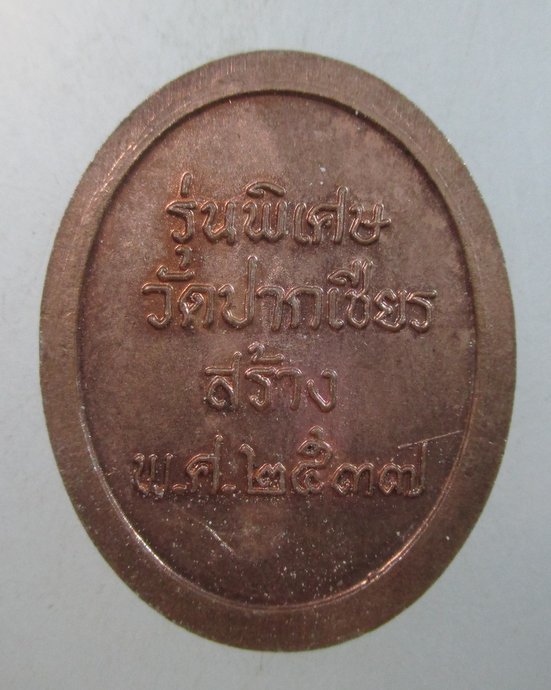 รุ่นพิเศษ
วัดปากเชียร
สร้าง
พ.ศ.๒๕๓๗